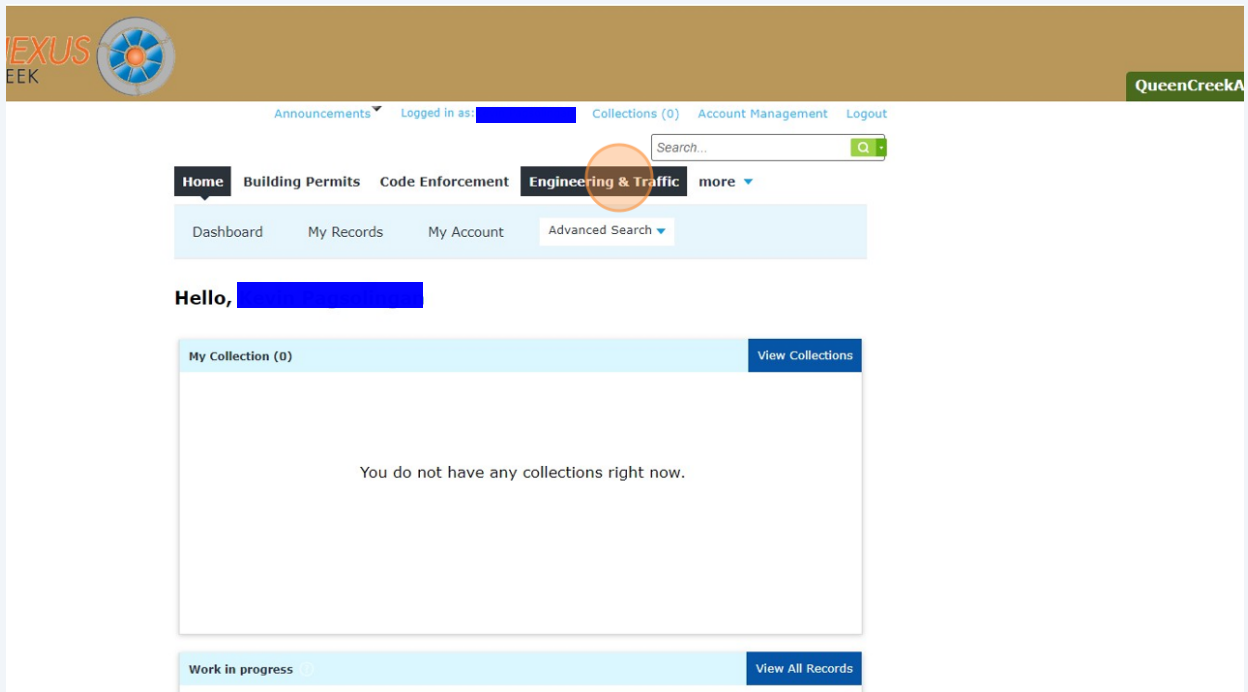 NEXUS
EEK
QueenCreekA
Announcements Logged in as: Collections (0) Account Management Logout
Search...
Home Building Permits Code Enforcement Engineering & Traffic more
Dashboard My Records My Account Advanced Search
Hello,
My Collection (0) View Collections
You do not have any collections right now.
Work in progress View All Records